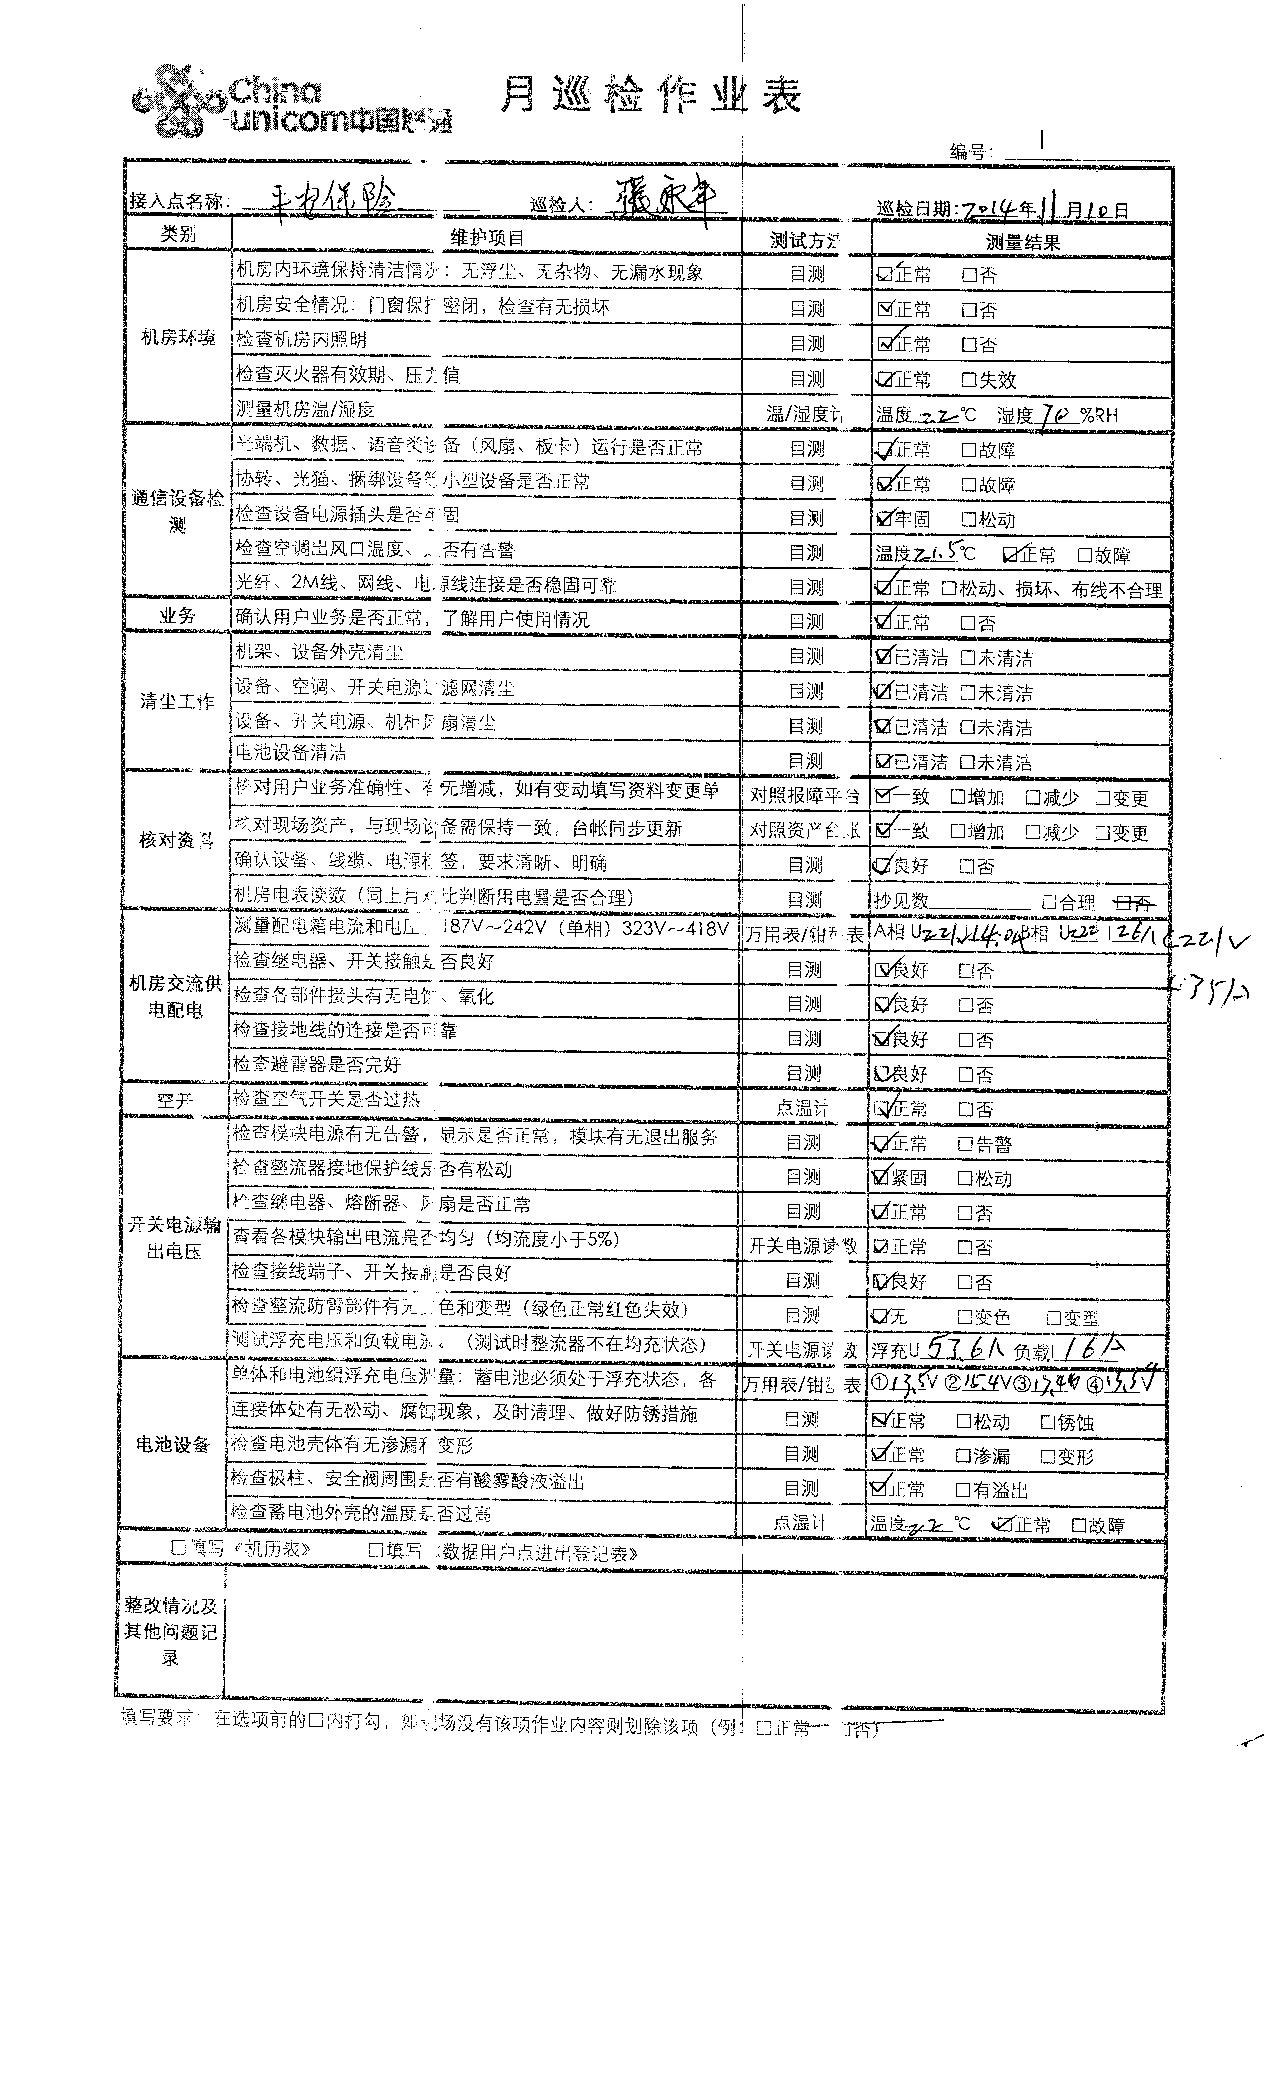 China
unicom中国联通
月巡检作业表
编号: 1
接入点名称: 平安保险 巡检人: 张永年 巡检日期:2014年11月10日
类别 维护项目 测试方法 测量结果
机房环境
机房内环境保持清洁情况：无浮尘、无杂物、无漏水现象 目测 ☑正常 □否
机房安全情况：门窗保持密闭，检查有无损坏 目测 ☑正常 □否
检查机房内照明 目测 ☑正常 □否
检查灭火器有效期、压力值 目测 ☑正常 □失效
测量机房温/湿度 温/湿度计 温度22℃ 湿度70%RH
通信设备检测
光端机、数据、语音类设备（风扇、板卡）运行是否正常 目测 ☑正常 □故障
协转、光猫、捆绑设备等小型设备是否正常 目测 ☑正常 □故障
检查设备电源插头是否牢固 目测 ☑牢固 □松动
检查空调出风口温度、是否有告警 目测 温度21.5℃ ☑正常 □故障
光纤、2M线、网线、电源线连接是否稳固可靠 目测 ☑正常 □松动、损坏、布线不合理
业务 确认用户业务是否正常，了解用户使用情况 目测 ☑正常 □否
清尘工作
机架、设备外壳清尘 目测 ☑已清洁 □未清洁
设备、空调、开关电源过滤网清尘 目测 ☑已清洁 □未清洁
设备、开关电源、机柜风扇清尘 目测 ☑已清洁 □未清洁
电池设备清洁 目测 ☑已清洁 □未清洁
核对资料
核对用户业务准确性、有无增减，如有变动填写资料变更单 对照报障平台 ☑一致 □增加 □减少 □变更
核对现场资产，与现场设备需保持一致，台帐同步更新 对照资产台账 ☑一致 □增加 □减少 □变更
确认设备、线缆、电源标签，要求清晰、明确 目测 ☑良好 □否
机房电表读数（同上月对比判断用电量是否合理） 目测 抄见数 □合理 □否
机房交流供电配电
测量配电箱电流和电压 187V～242V（单相）323V～418V 万用表/钳型表 A相 U221V I4.0A B相 U22 I26A C221V
I35A
检查继电器、开关接触是否良好 目测 ☑良好 □否
检查各部件接头有无电蚀、氧化 目测 ☑良好 □否
检查接地线的连接是否可靠 目测 ☑良好 □否
检查避雷器是否完好 目测 ☑良好 □否
空开 检查空气开关是否过热 点温计 ☑正常 □否
开关电源输出电压
检查模块电源有无告警，显示是否正常，模块有无退出服务 目测 ☑正常 □告警
检查整流器接地保护线是否有松动 目测 ☑紧固 □松动
检查继电器、熔断器、风扇是否正常 目测 ☑正常 □否
查看各模块输出电流是否均匀（均流度小于5%） 开关电源读数 ☑正常 □否
检查接线端子、开关接触是否良好 目测 ☑良好 □否
检查整流防雷部件有无变色和变型（绿色正常红色失效） 目测 ☑无 □变色 □变型
测试浮充电压和负载电流。（测试时整流器不在均充状态） 开关电源读数 浮充U 53.6A 负载I 16A
电池设备
单体和电池组浮充电压测量：蓄电池必须处于浮充状态，各 万用表/钳型表 ①13.5V ②15.4V ③13.4V ④13.5V
连接体处有无松动、腐蚀现象，及时清理、做好防锈措施 目测 ☑正常 □松动 □锈蚀
检查电池壳体有无渗漏和变形 目测 ☑正常 □渗漏 □变形
检查极柱、安全阀周围是否有酸雾酸液溢出 目测 ☑正常 □有溢出
检查蓄电池外壳的温度是否过高 点温计 温度22℃ ☑正常 □故障
□填写《机历表》 □填写《数据用户点进出登记表》
整改情况及其他问题记录
填写要求：在选项前的□内打勾，如现场没有该项作业内容则划除该项（例：□正常 □否）